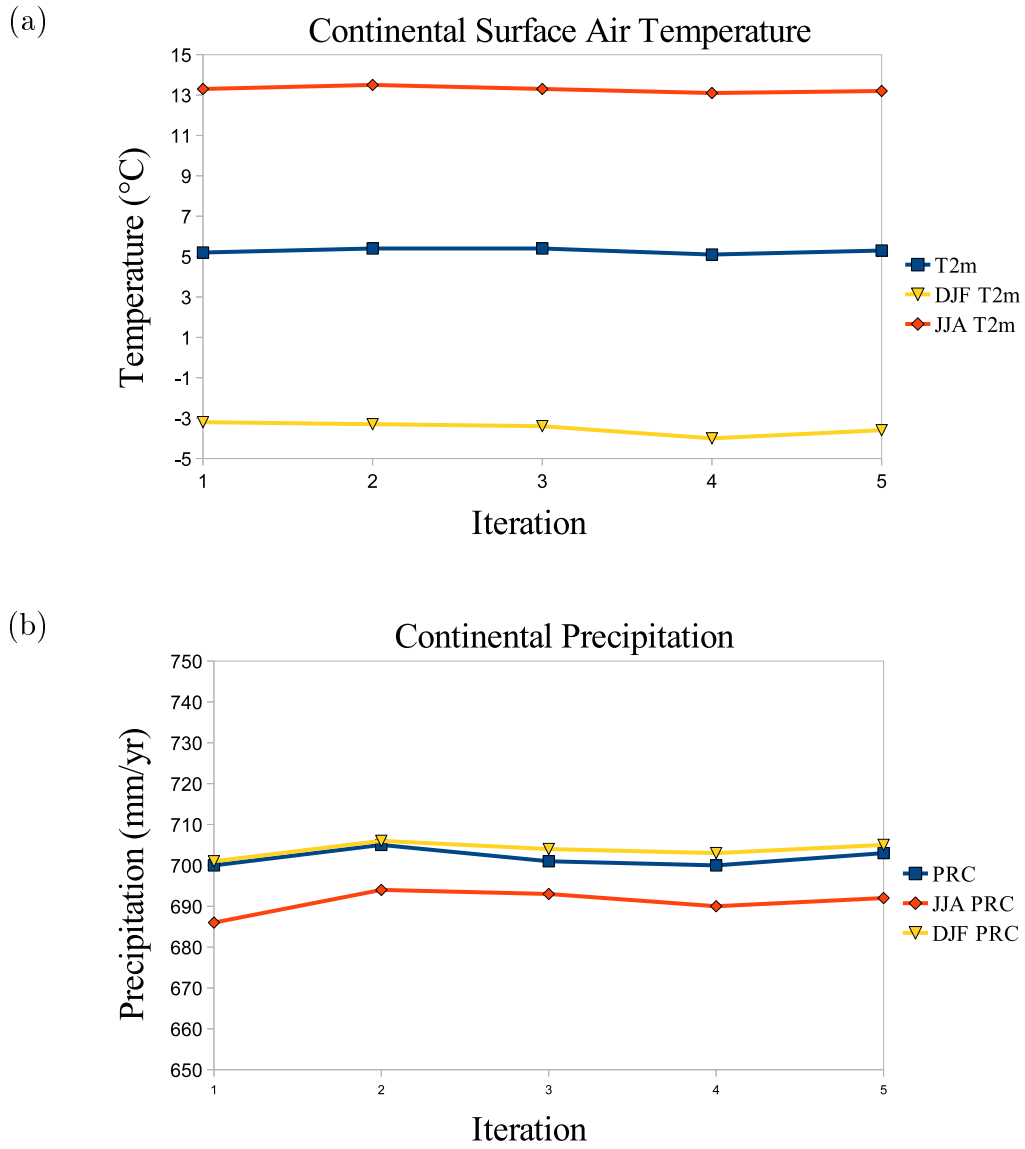 (a)
Continental Surface Air Temperature
15
13
11
9
7
5
3
1
-1
-3
-5
Temperature (°C)
1 2 3 4 5
Iteration
T2m
DJF T2m
JJA T2m
(b)
Continental Precipitation
750
740
730
720
710
700
690
680
670
660
650
Precipitation (mm/yr)
1 2 3 4 5
Iteration
PRC
JJA PRC
DJF PRC